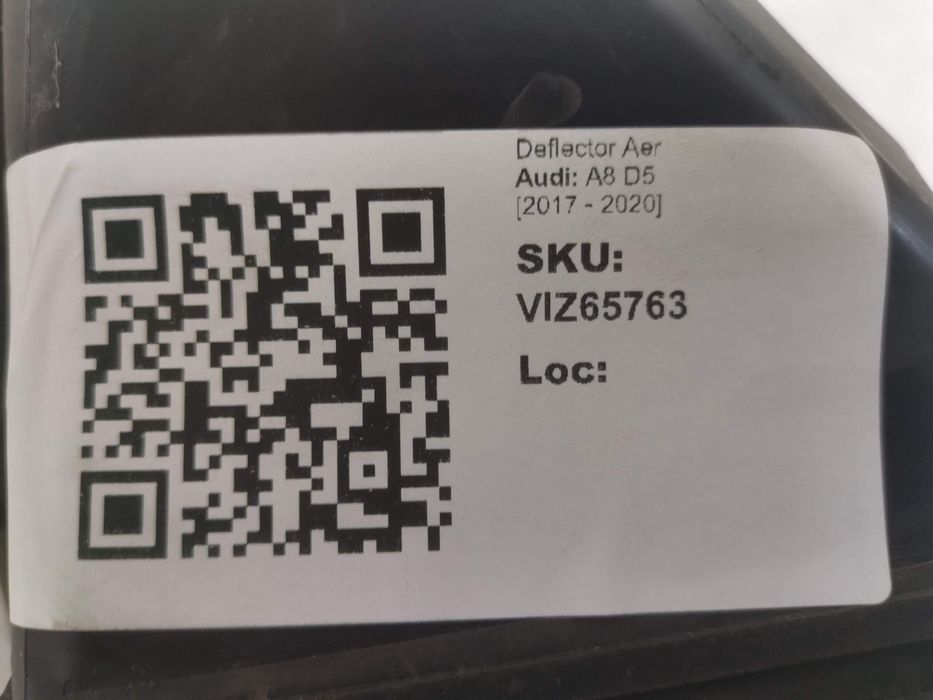 Deflector Aer
Audi: A8 D5
[2017 - 2020]
SKU:
VIZ65763
Loc: